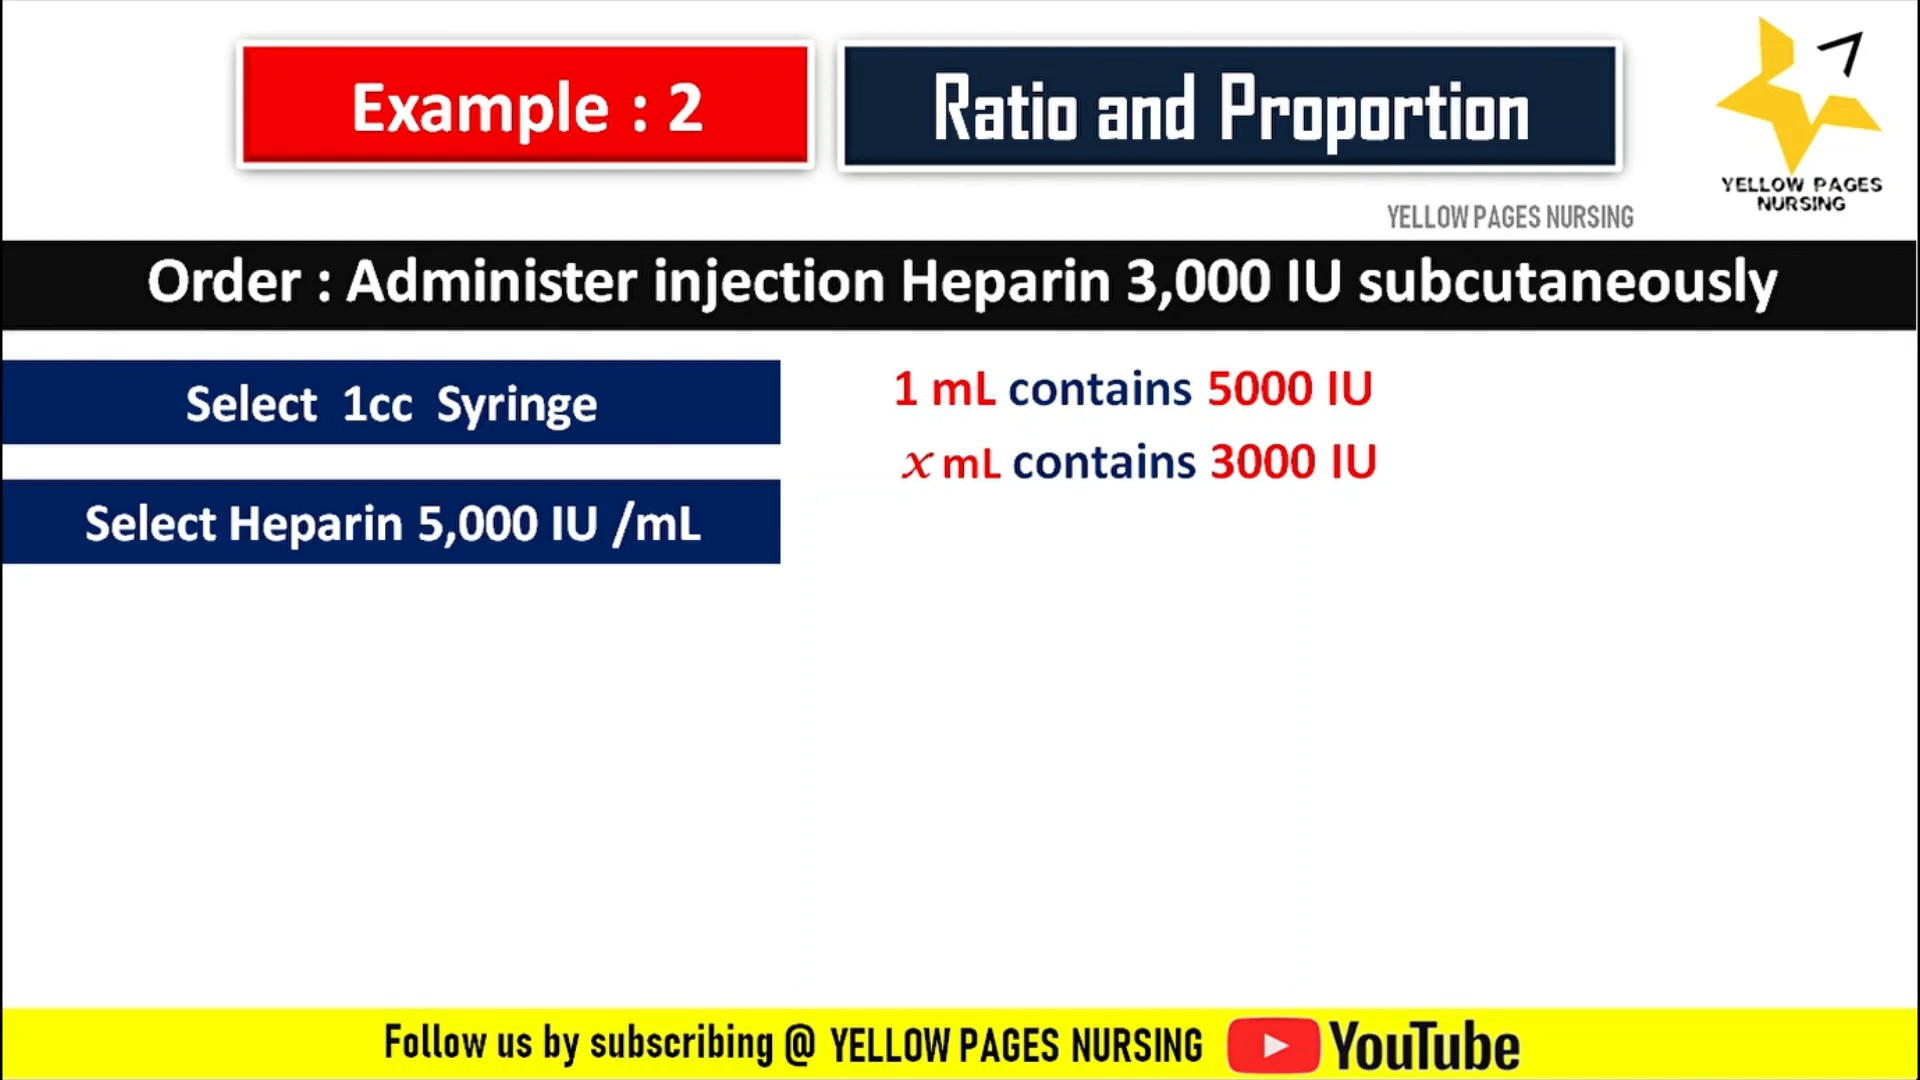 Example : 2
Ratio and Proportion
YELLOW PAGES
NURSING
YELLOW PAGES NURSING
Order : Administer injection Heparin 3,000 IU subcutaneously
Select 1cc Syringe
Select Heparin 5,000 IU /mL
1 mL contains 5000 IU
x mL contains 3000 IU
Follow us by subscribing @ YELLOW PAGES NURSING YouTube